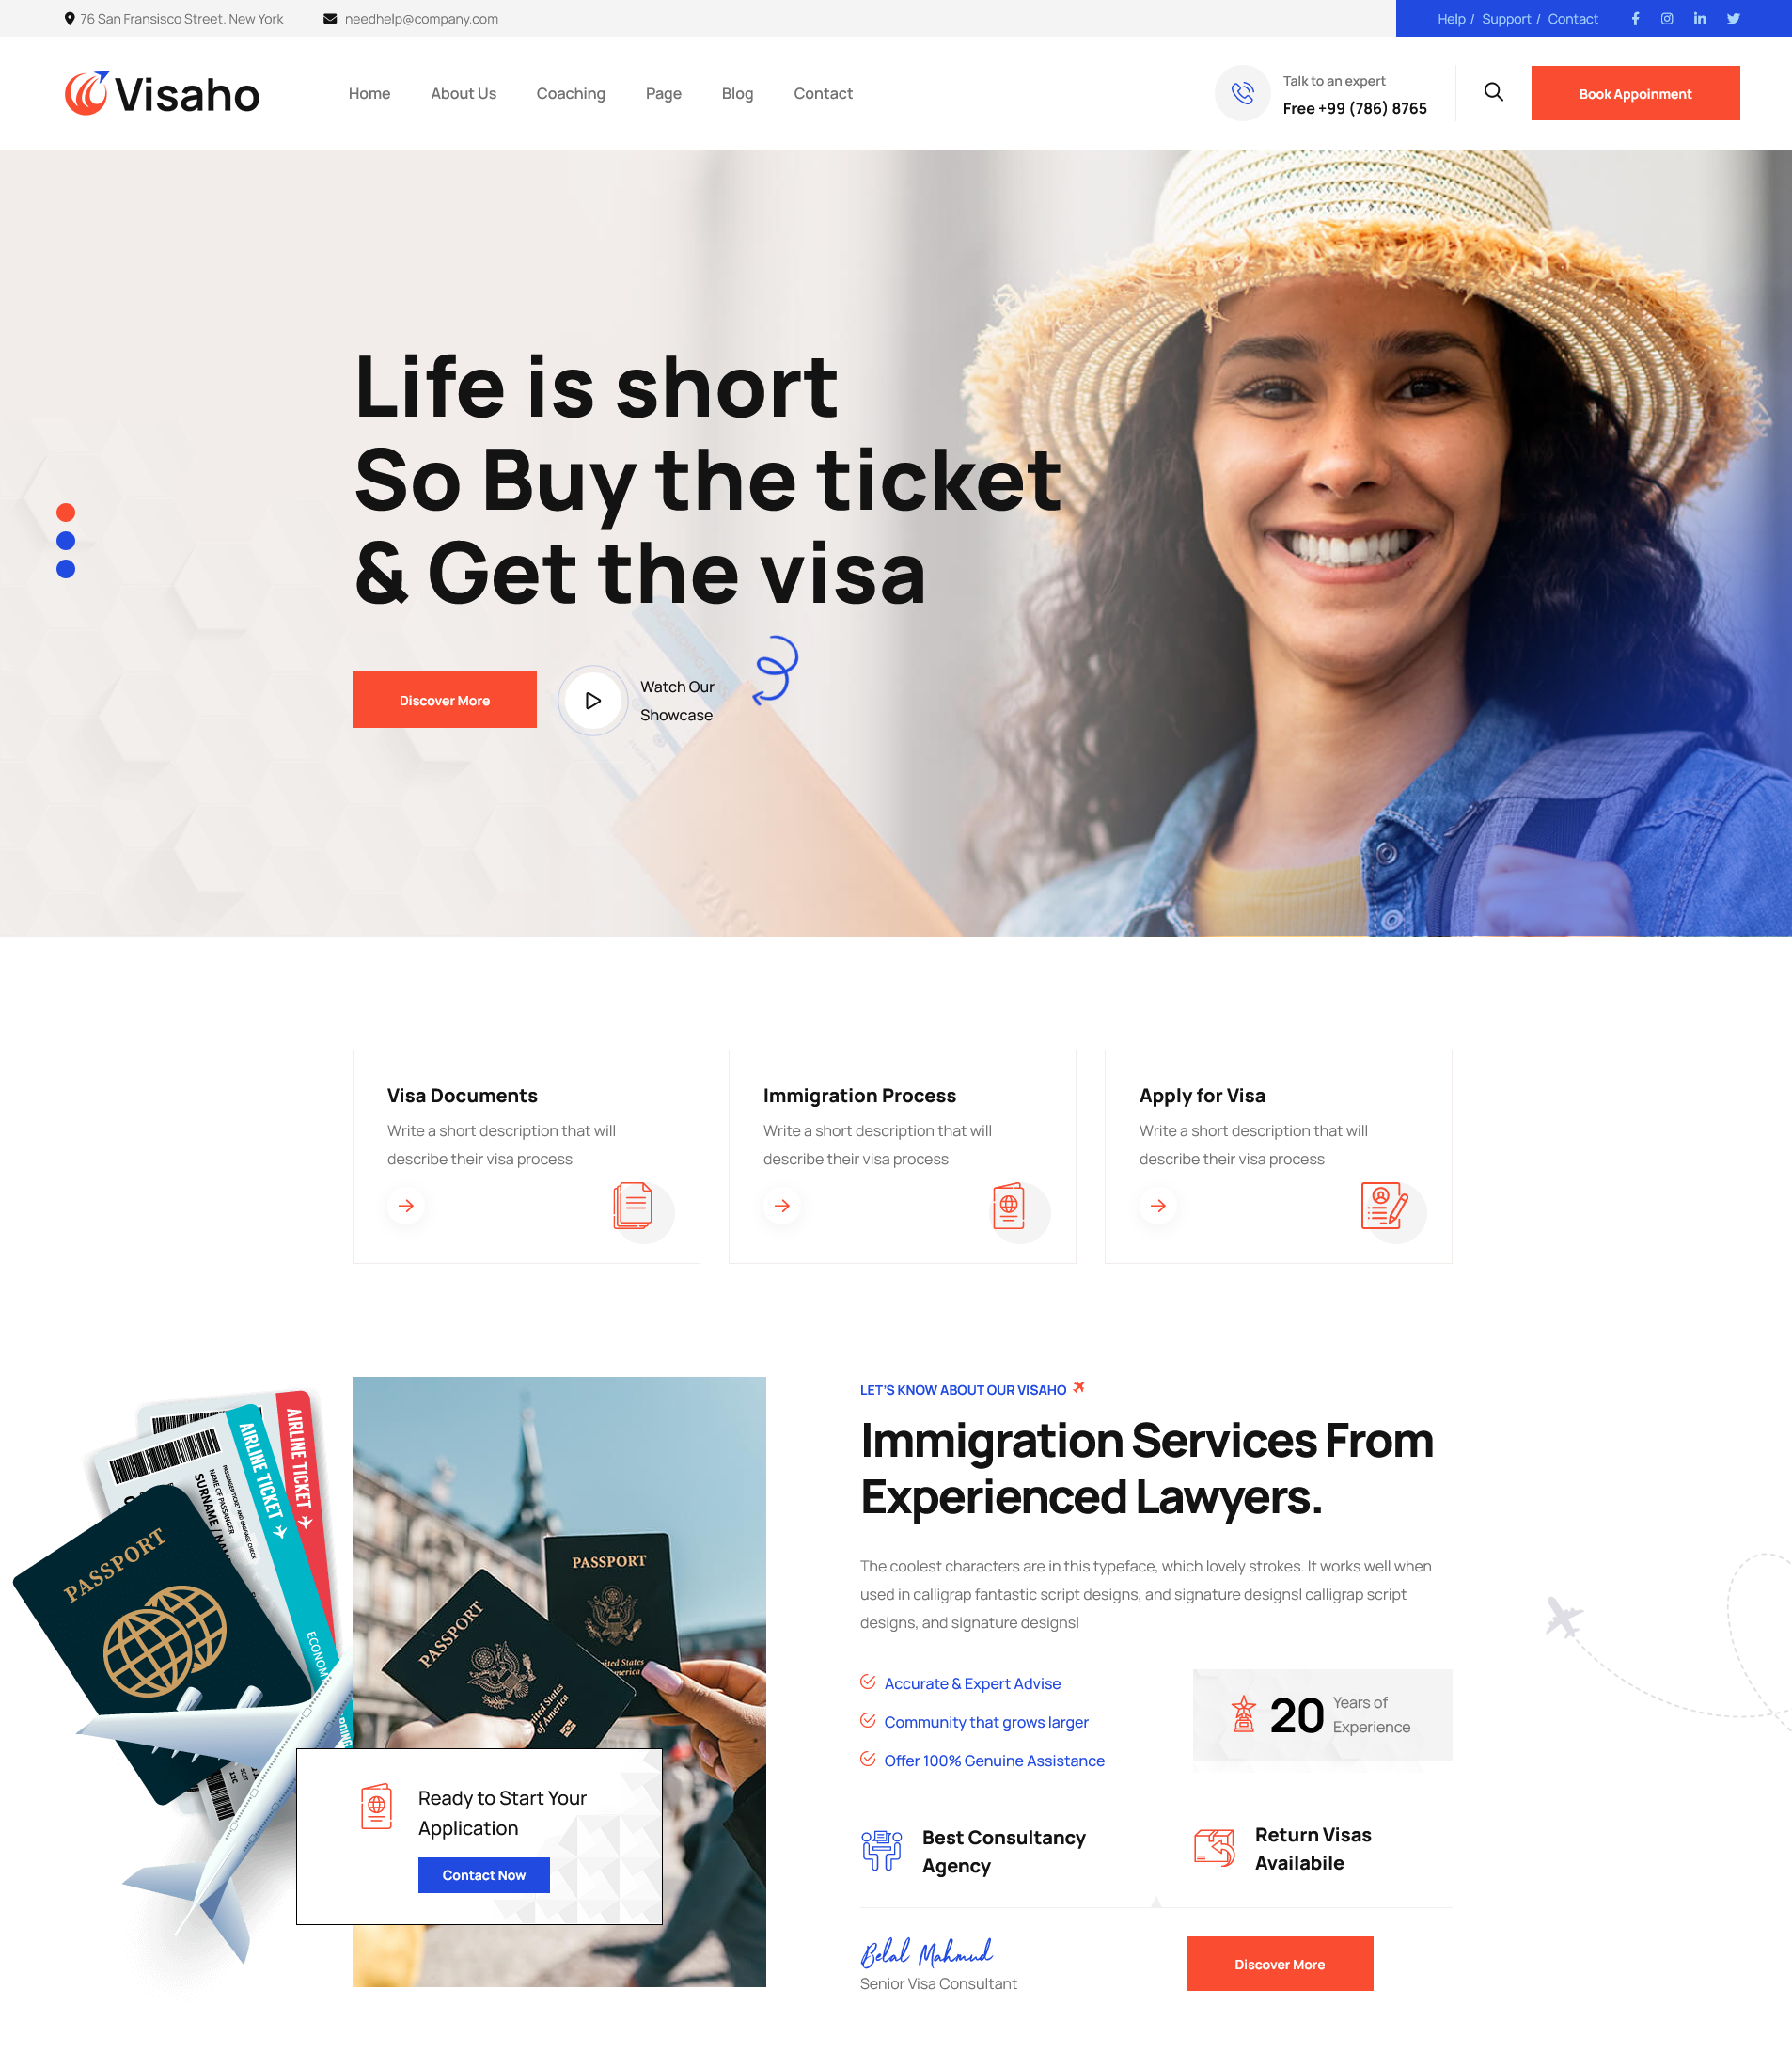 76 San Fransisco Street. New York
needhelp@company.com
Help / Support / Contact
Visaho
Home
About Us
Coaching
Page
Blog
Contact
Talk to an expert
Free +99 (786) 8765
Book Appoinment
Life is short
So Buy the ticket
& Get the visa
Discover More
Watch Our
Showcase
Visa Documents
Write a short description that will
describe their visa process
Immigration Process
Write a short description that will
describe their visa process
Apply for Visa
Write a short description that will
describe their visa process
AIRLINE TICKET
AIRLINE TICKET
PASSENGER TICKET AND BAGGAGE CHECK
NAME OF PASSANGER
SURNAME /
PASSPORT
PASSPORT
PASSPORT
United States
of America
Ready to Start Your
Application
Contact Now
LET'S KNOW ABOUT OUR VISAHO
Immigration Services From
Experienced Lawyers.
The coolest characters are in this typeface, which lovely strokes. It works well when
used in calligrap fantastic script designs, and signature designsl calligrap script
designs, and signature designsl
Accurate & Expert Advise
Community that grows larger
Offer 100% Genuine Assistance
20
Years of
Experience
Best Consultancy
Agency
Return Visas
Availabile
Belal Mahmud
Senior Visa Consultant
Discover More